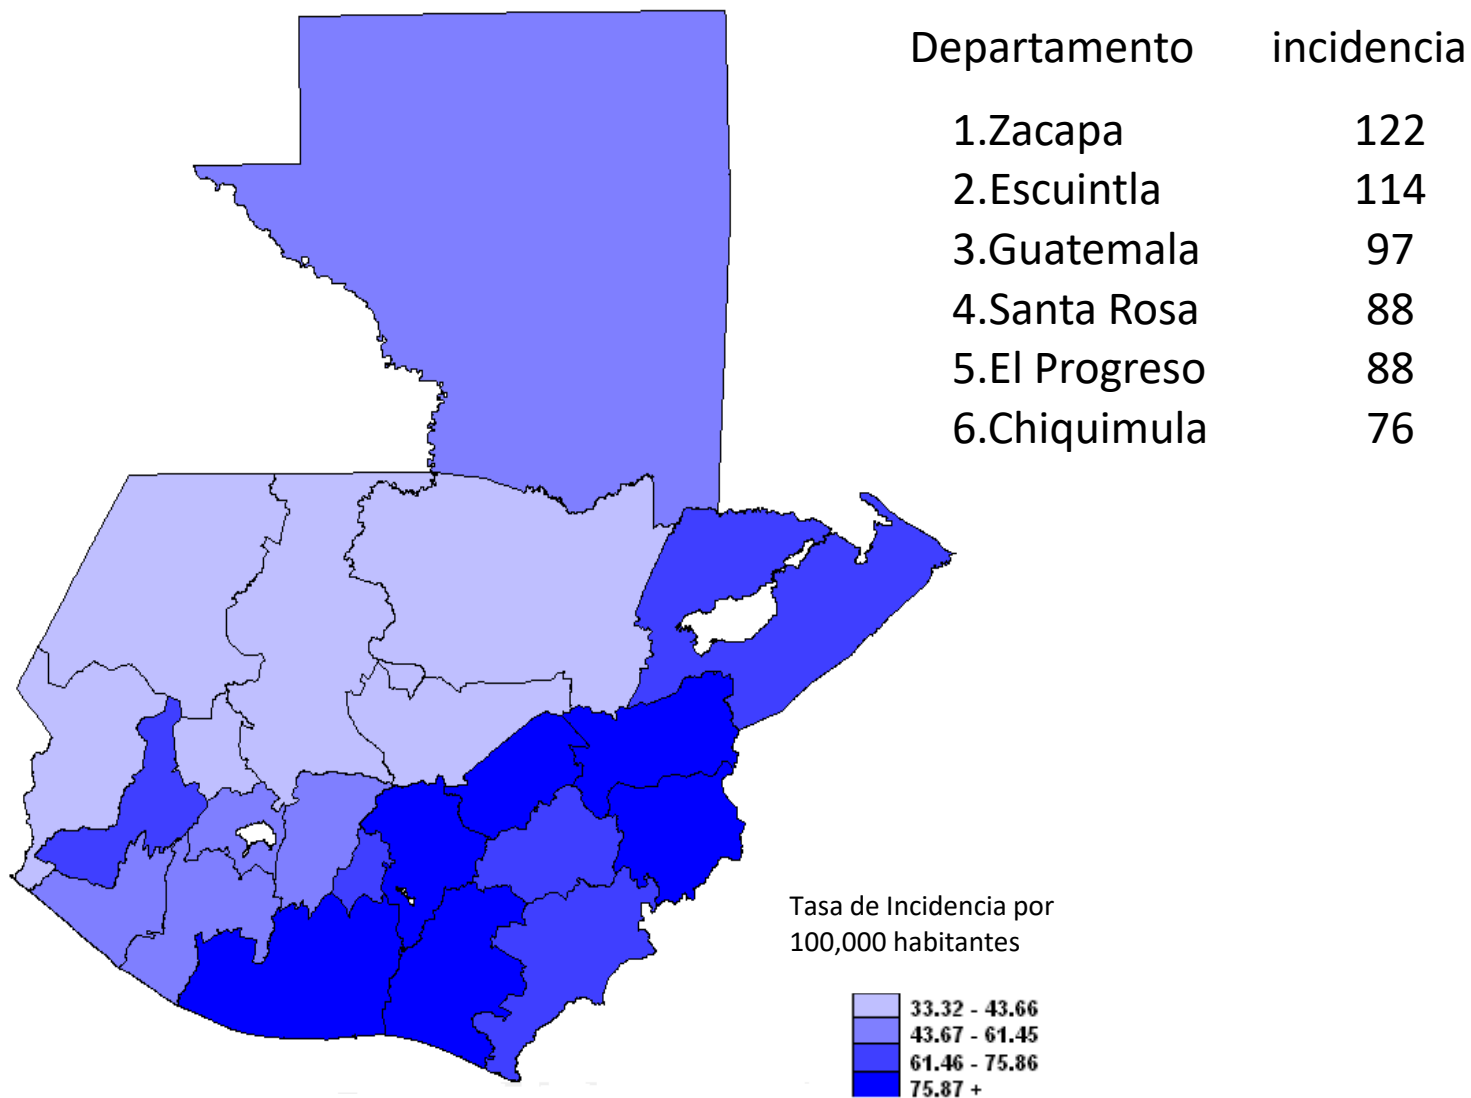 Departamento incidencia
1.Zacapa 122
2.Escuintla 114
3.Guatemala 97
4.Santa Rosa 88
5.El Progreso 88
6.Chiquimula 76
Tasa de Incidencia por
100,000 habitantes
33.32 - 43.66
43.67 - 61.45
61.46 - 75.86
75.87 +